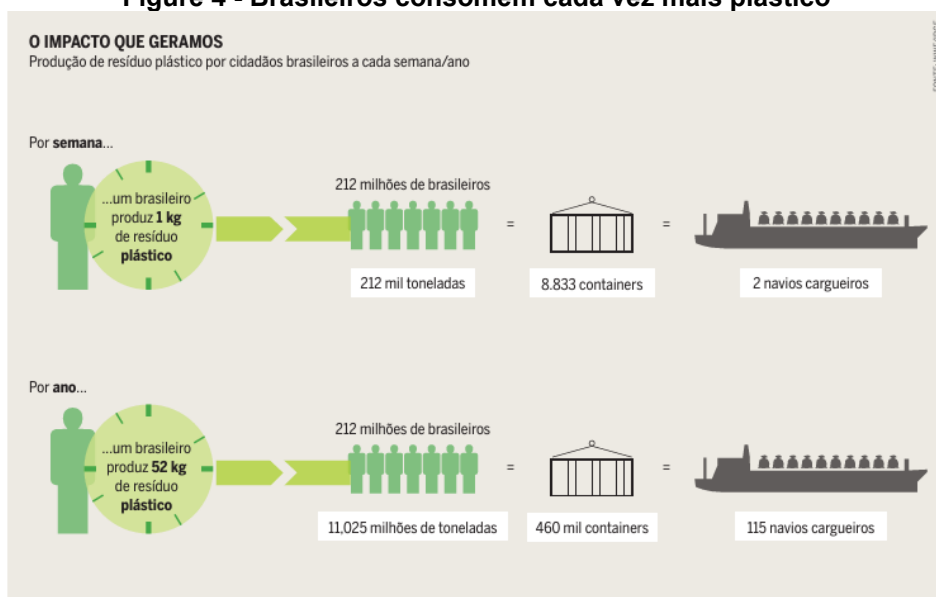 Figure 4 - Brasileiros consomem cada vez mais plástico
O IMPACTO QUE GERAMOS
Produção de resíduo plástico por cidadãos brasileiros a cada semana/ano
Por semana...
...um brasileiro
produz 1 kg
de resíduo
plástico
212 milhões de brasileiros
=
=
212 mil toneladas
8.833 containers
2 navios cargueiros
Por ano...
...um brasileiro
produz 52 kg
de resíduo
plástico
212 milhões de brasileiros
=
=
11,025 milhões de toneladas
460 mil containers
115 navios cargueiros